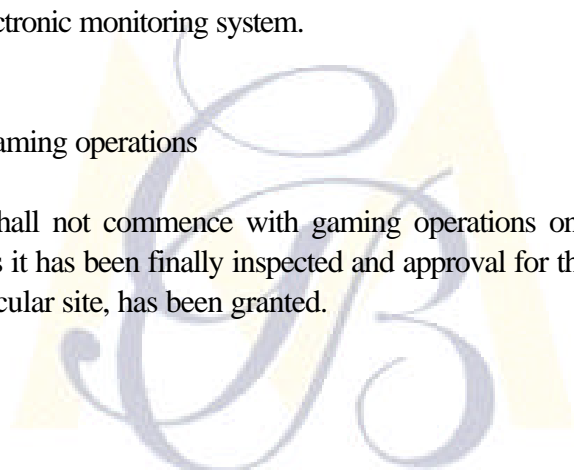 ctronic monitoring system.
aming operations
hall not commence with gaming operations on
s it has been finally inspected and approval for th
cular site, has been granted.